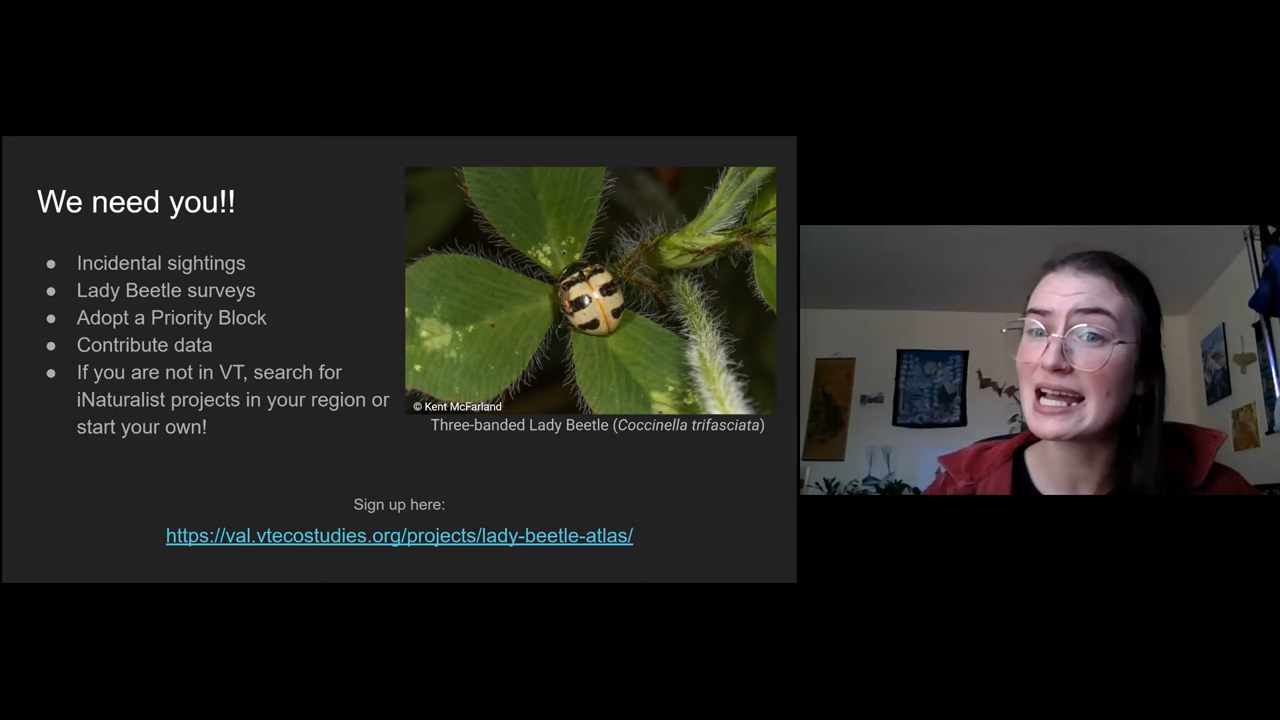 We need you!!
● Incidental sightings
● Lady Beetle surveys
● Adopt a Priority Block
● Contribute data
● If you are not in VT, search for
iNaturalist projects in your region or
start your own!
© Kent McFarland
Three-banded Lady Beetle (Coccinella trifasciata)
Sign up here:
https://val.vtecostudies.org/projects/lady-beetle-atlas/